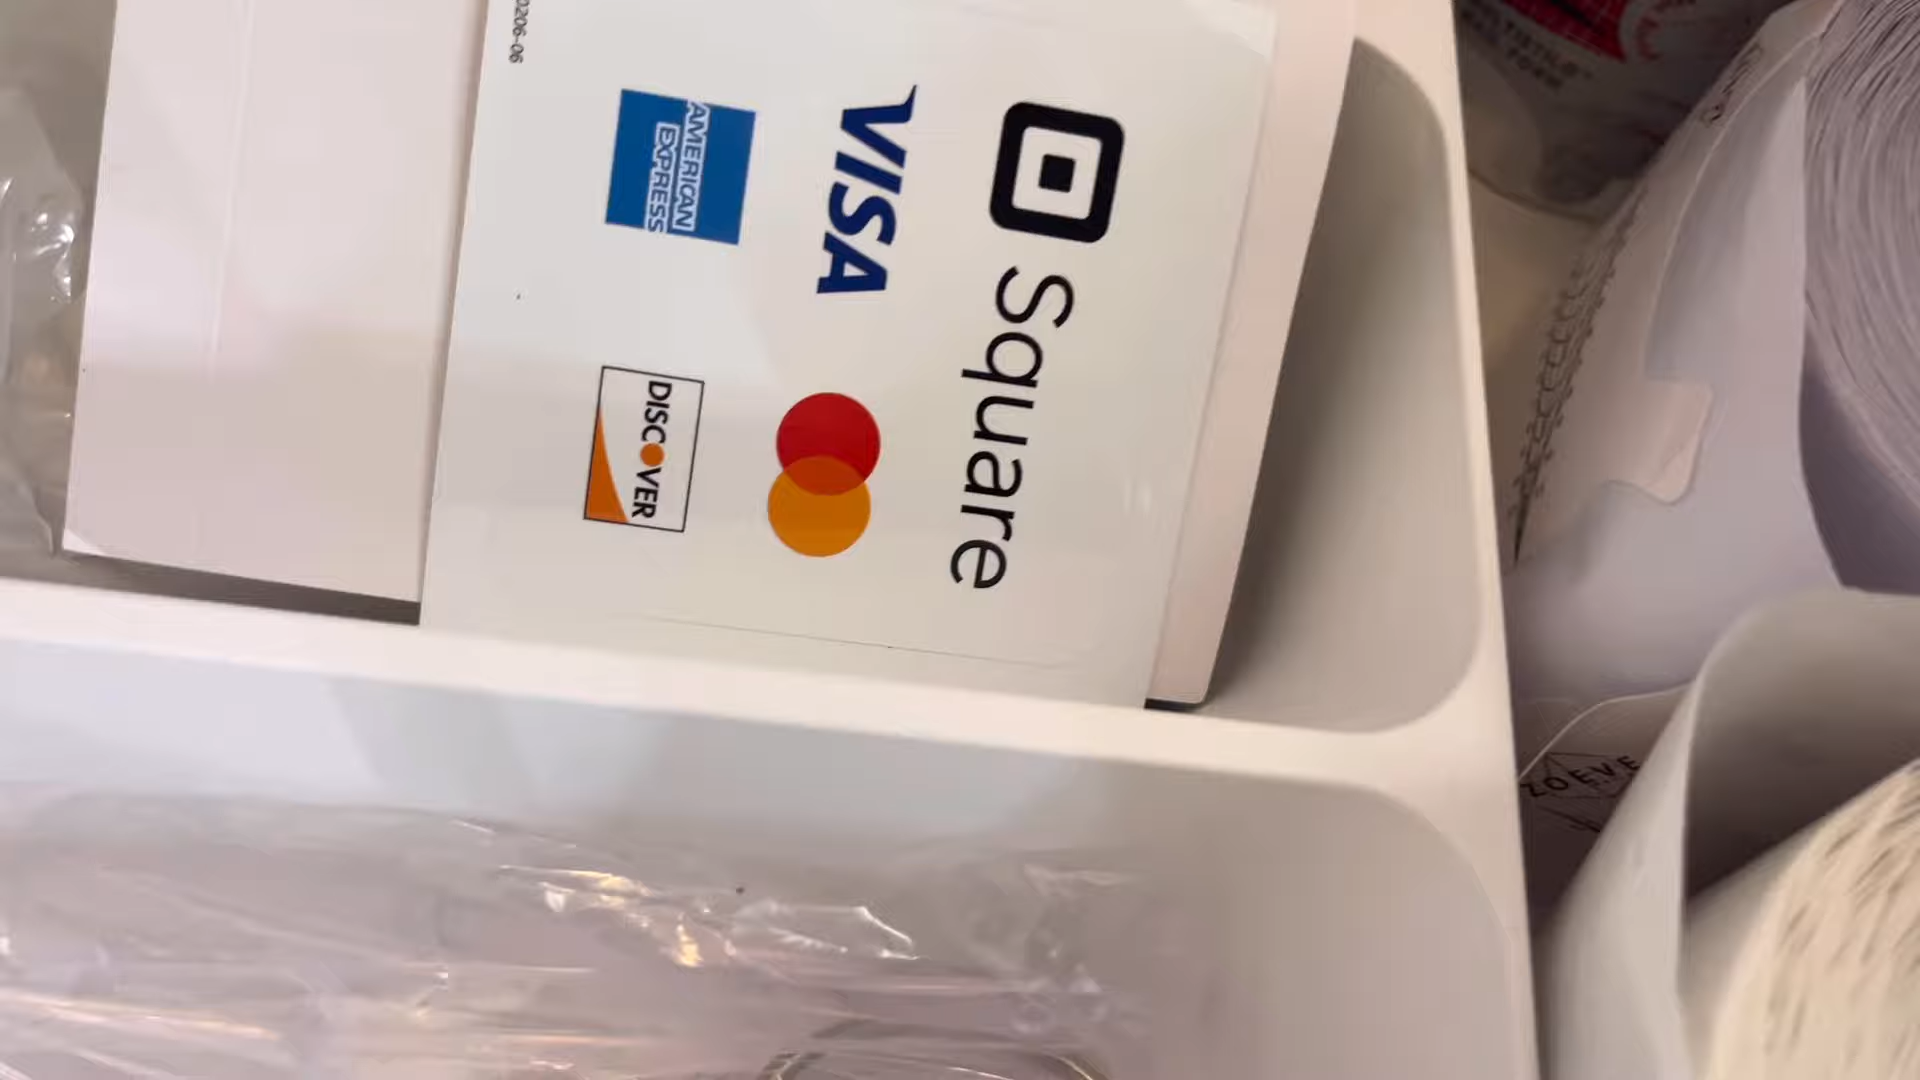 Square
VISA
AMERICAN
EXPRESS
DISCOVER
0206-06
ZOEVE